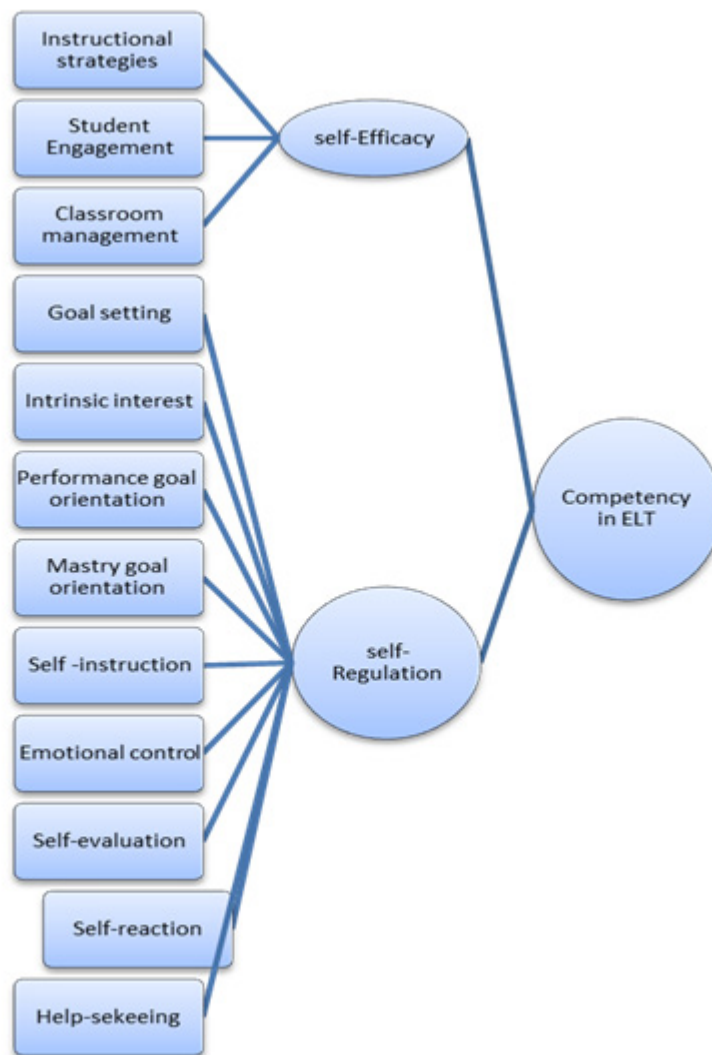 Instructional
strategies
Student
Engagement
Classroom
management
Goal setting
Intrinsic interest
Performance goal
orientation
Mastry goal
orientation
Self -instruction
Emotional control
Self-evaluation
Self-reaction
Help-sekeeing
self-Efficacy
self-
Regulation
Competency
in ELT